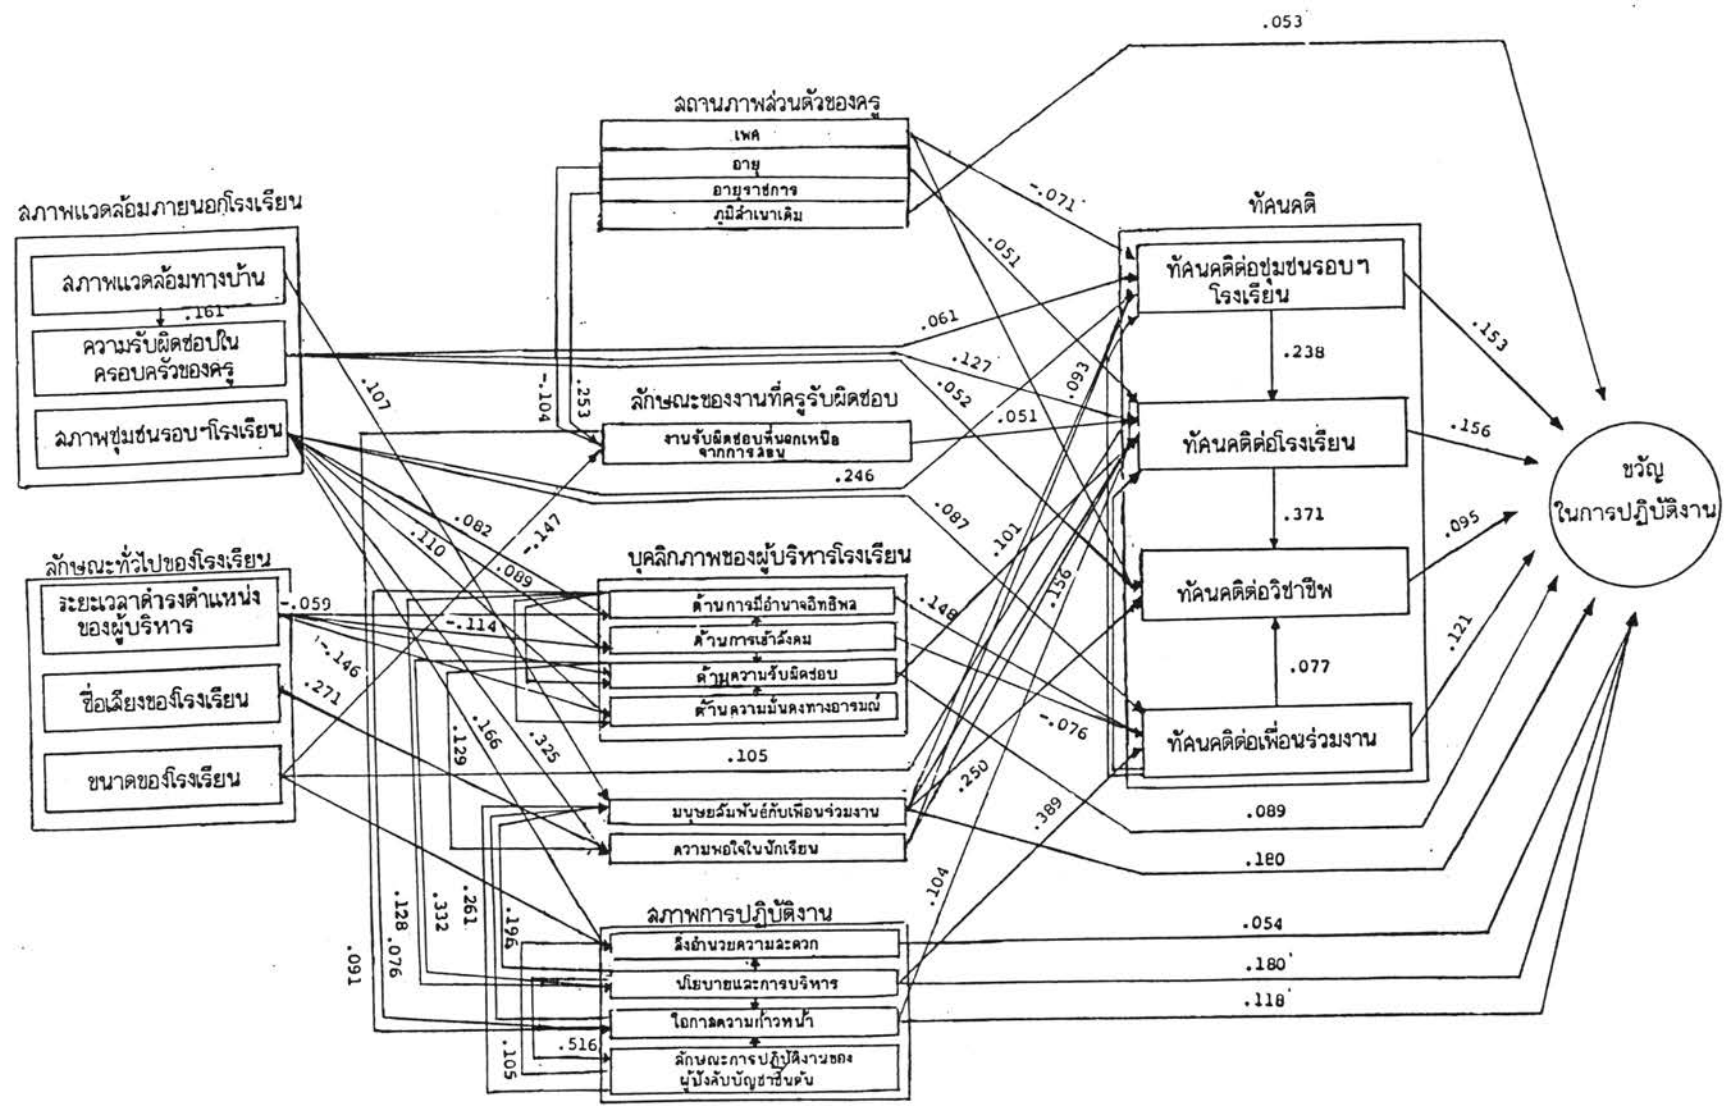 .053
สถานภาพส่วนตัวของครู
เพศ
อายุ
อายุราชการ
ภูมิลำเนาเดิม
สภาพแวดล้อมภายนอกโรงเรียน
สภาพแวดล้อมทางบ้าน
.161
ความรับผิดชอบใน
ครอบครัวของครู
สภาพชุมชนรอบๆโรงเรียน
.107
-.104
.253
ลักษณะของงานที่ครูรับผิดชอบ
งานรับผิดชอบที่นอกเหนือ
จากการสอน
-.071
.051
.061
.127
.052
.051
.093
.246
.087
ทัศนคติ
ทัศนคติต่อชุมชนรอบๆ
โรงเรียน
.238
ทัศนคติต่อโรงเรียน
.371
ทัศนคติต่อวิชาชีพ
.077
ทัศนคติต่อเพื่อนร่วมงาน
.153
.156
.095
.121
ขวัญ
ในการปฏิบัติงาน
ลักษณะทั่วไปของโรงเรียน
ระยะเวลาดำรงตำแหน่ง
ของผู้บริหาร
ชื่อเสียงของโรงเรียน
ขนาดของโรงเรียน
.082
.110
.089
-.147
-.059
-.114
-.146
.271
บุคลิกภาพของผู้บริหารโรงเรียน
ด้านการมีอำนาจอิทธิพล
ด้านการเข้าสังคม
ด้านความรับผิดชอบ
ด้านความมั่นคงทางอารมณ์
.101
.156
.148
-.076
.129
.166
.325
.105
.250
.389
.089
มนุษยสัมพันธ์กับเพื่อนร่วมงาน
ความพอใจในนักเรียน
.180
.104
.091
.128
.076
.332
.261
.196
สภาพการปฏิบัติงาน
สิ่งอำนวยความสะดวก
นโยบายและการบริหาร
โอกาสความก้าวหน้า
ลักษณะการปฏิบัติงานของ
ผู้บังคับบัญชาชั้นต้น
.105
.516
.054
.180
.118